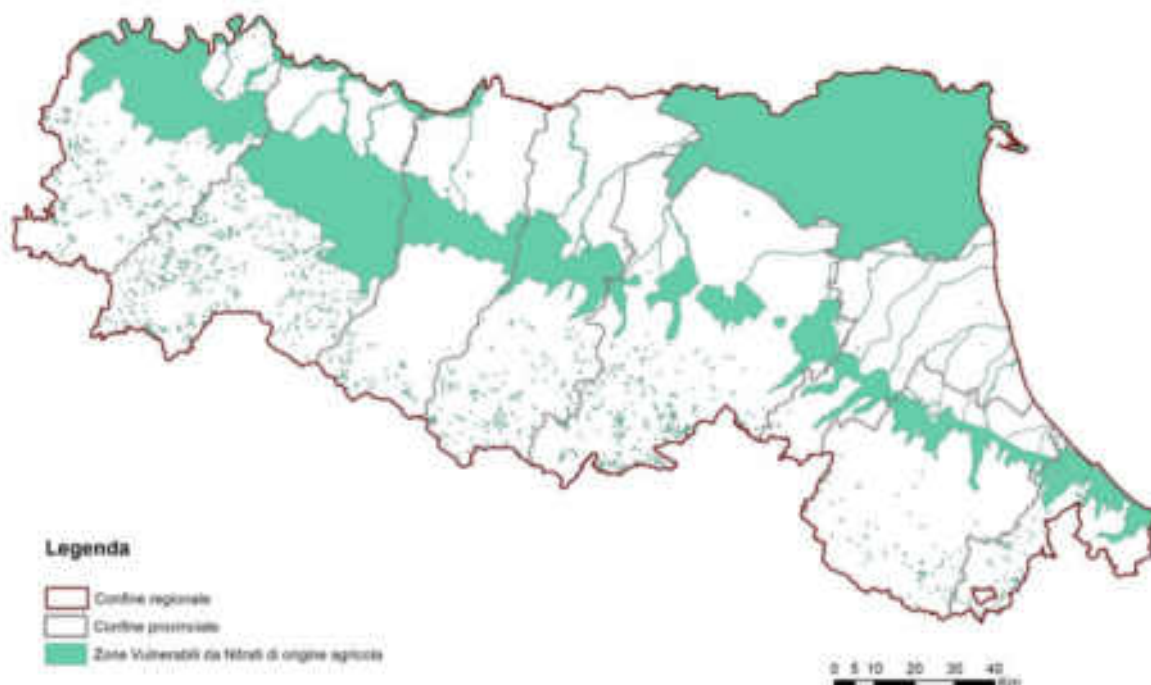 Legenda
Confine regionale
Confine provinciale
Zone Vulnerabili da Nitrati di origine agricola
0 5 10 20 30 40
Km